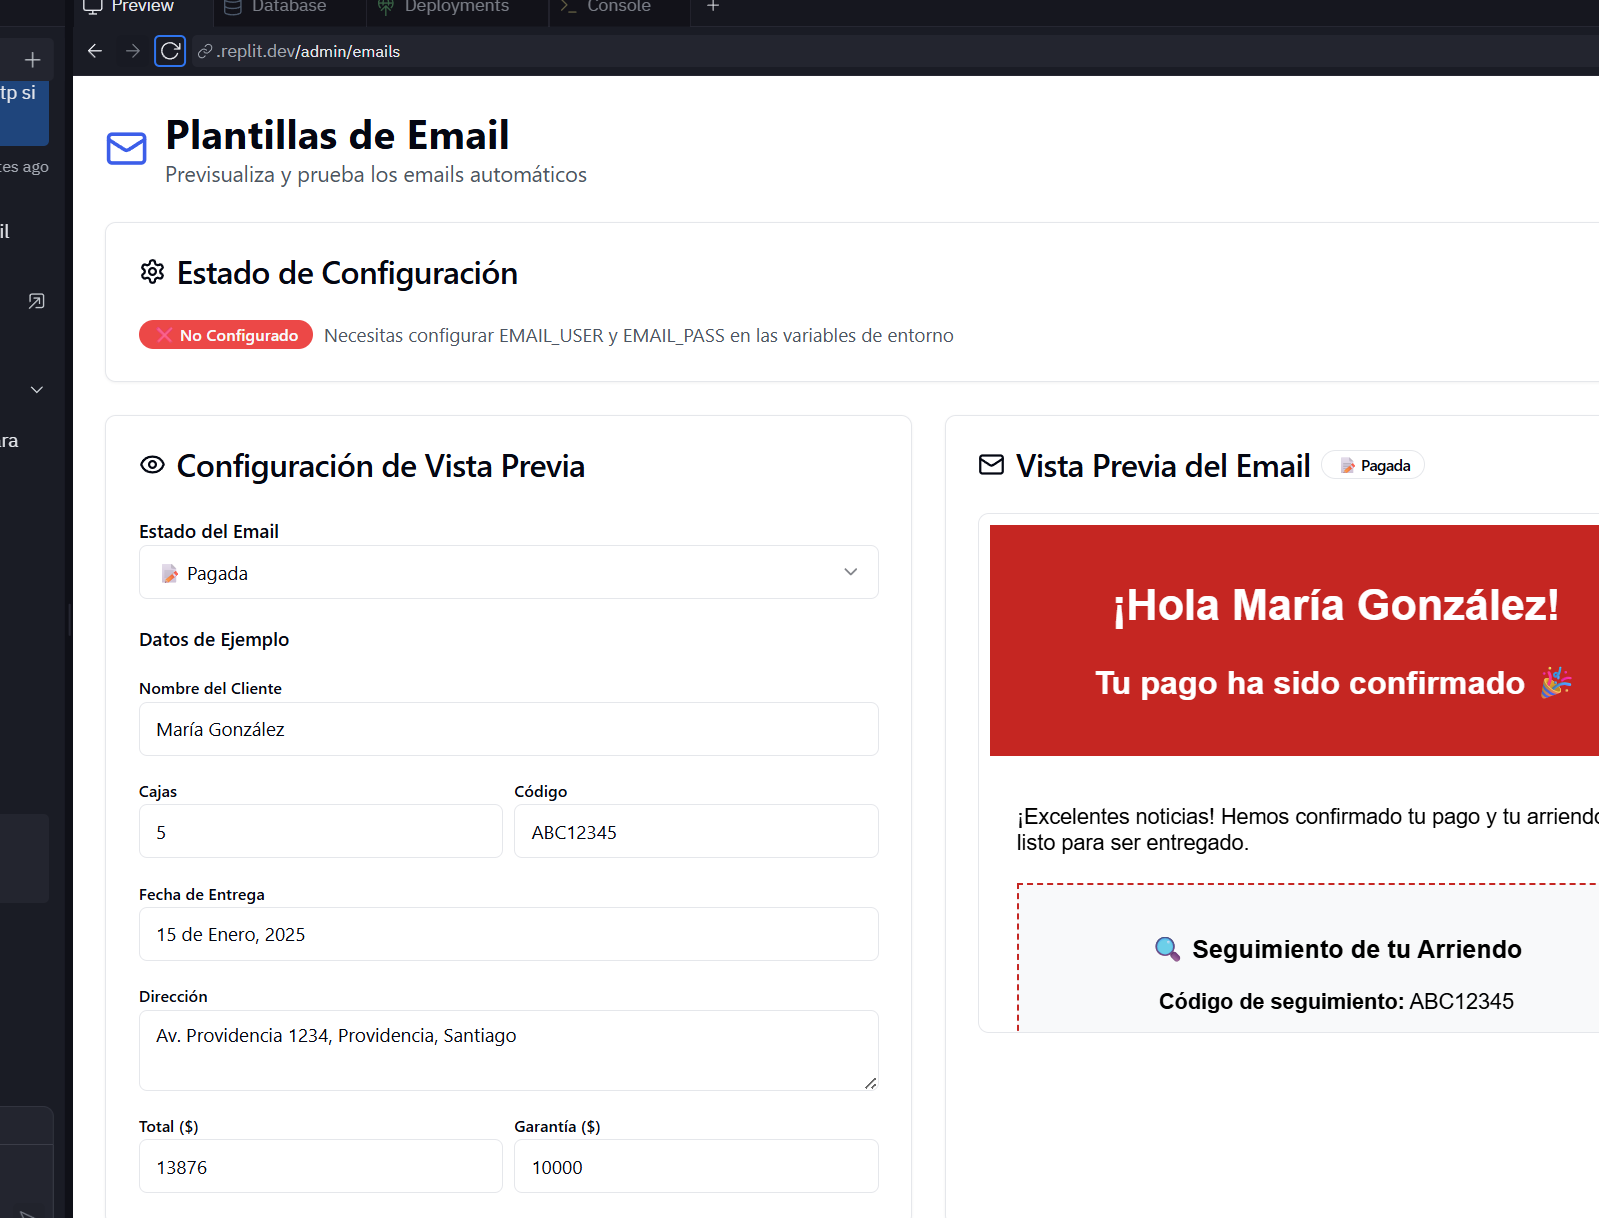 Preview
Database
Deployments
Console
.replit.dev/admin/emails
tp si
tes ago
il
ara
Plantillas de Email
Previsualiza y prueba los emails automáticos
Estado de Configuración
No Configurado
Necesitas configurar EMAIL_USER y EMAIL_PASS en las variables de entorno
Configuración de Vista Previa
Estado del Email
Pagada
Datos de Ejemplo
Nombre del Cliente
María González
Cajas
Código
5
ABC12345
Fecha de Entrega
15 de Enero, 2025
Dirección
Av. Providencia 1234, Providencia, Santiago
Total ($)
Garantía ($)
13876
10000
Vista Previa del Email
Pagada
¡Hola María González!
Tu pago ha sido confirmado 🎉
¡Excelentes noticias! Hemos confirmado tu pago y tu arriendo
listo para ser entregado.
🔍 Seguimiento de tu Arriendo
Código de seguimiento: ABC12345